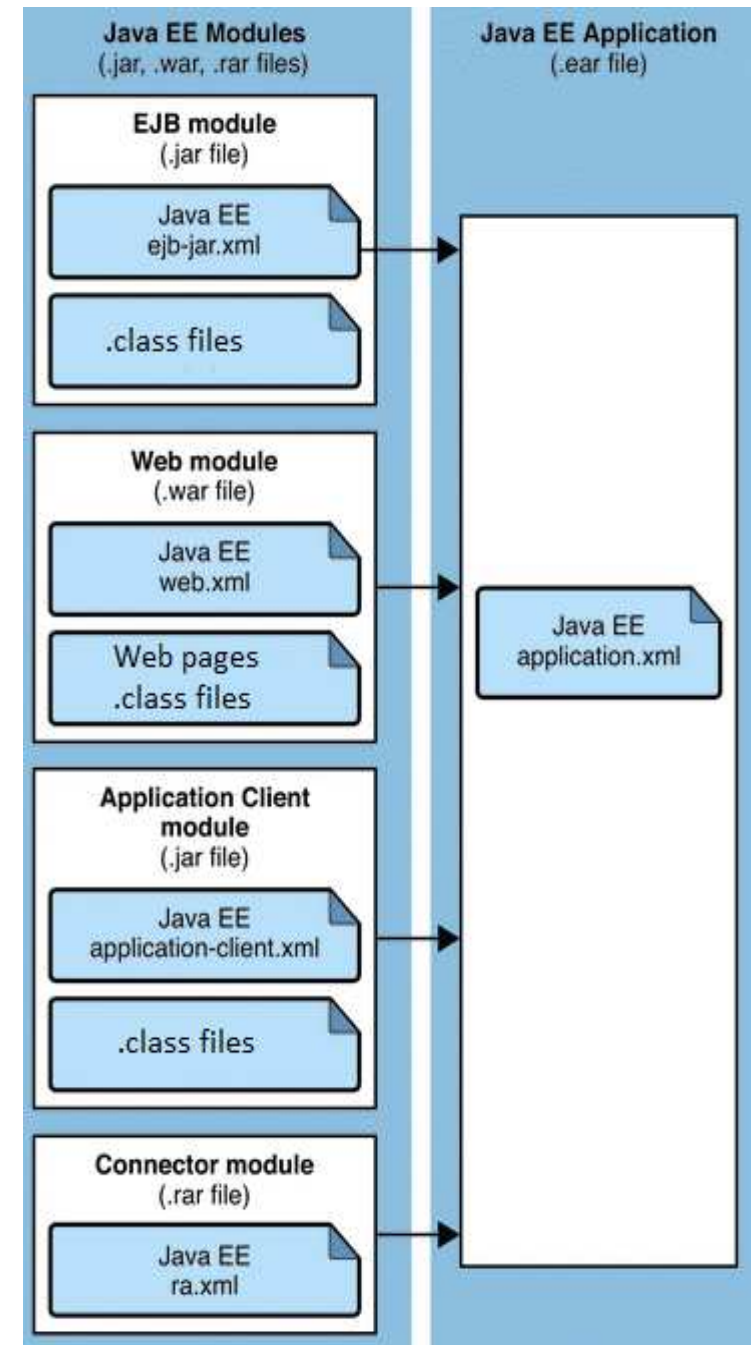 Java EE Modules
(.jar, .war, .rar files)
EJB module
(.jar file)
Java EE
ejb-jar.xml
.class files
Web module
(.war file)
Java EE
web.xml
Web pages
.class files
Application Client
module
(.jar file)
Java EE
application-client.xml
.class files
Connector module
(.rar file)
Java EE
ra.xml
Java EE Application
(.ear file)
Java EE
application.xml